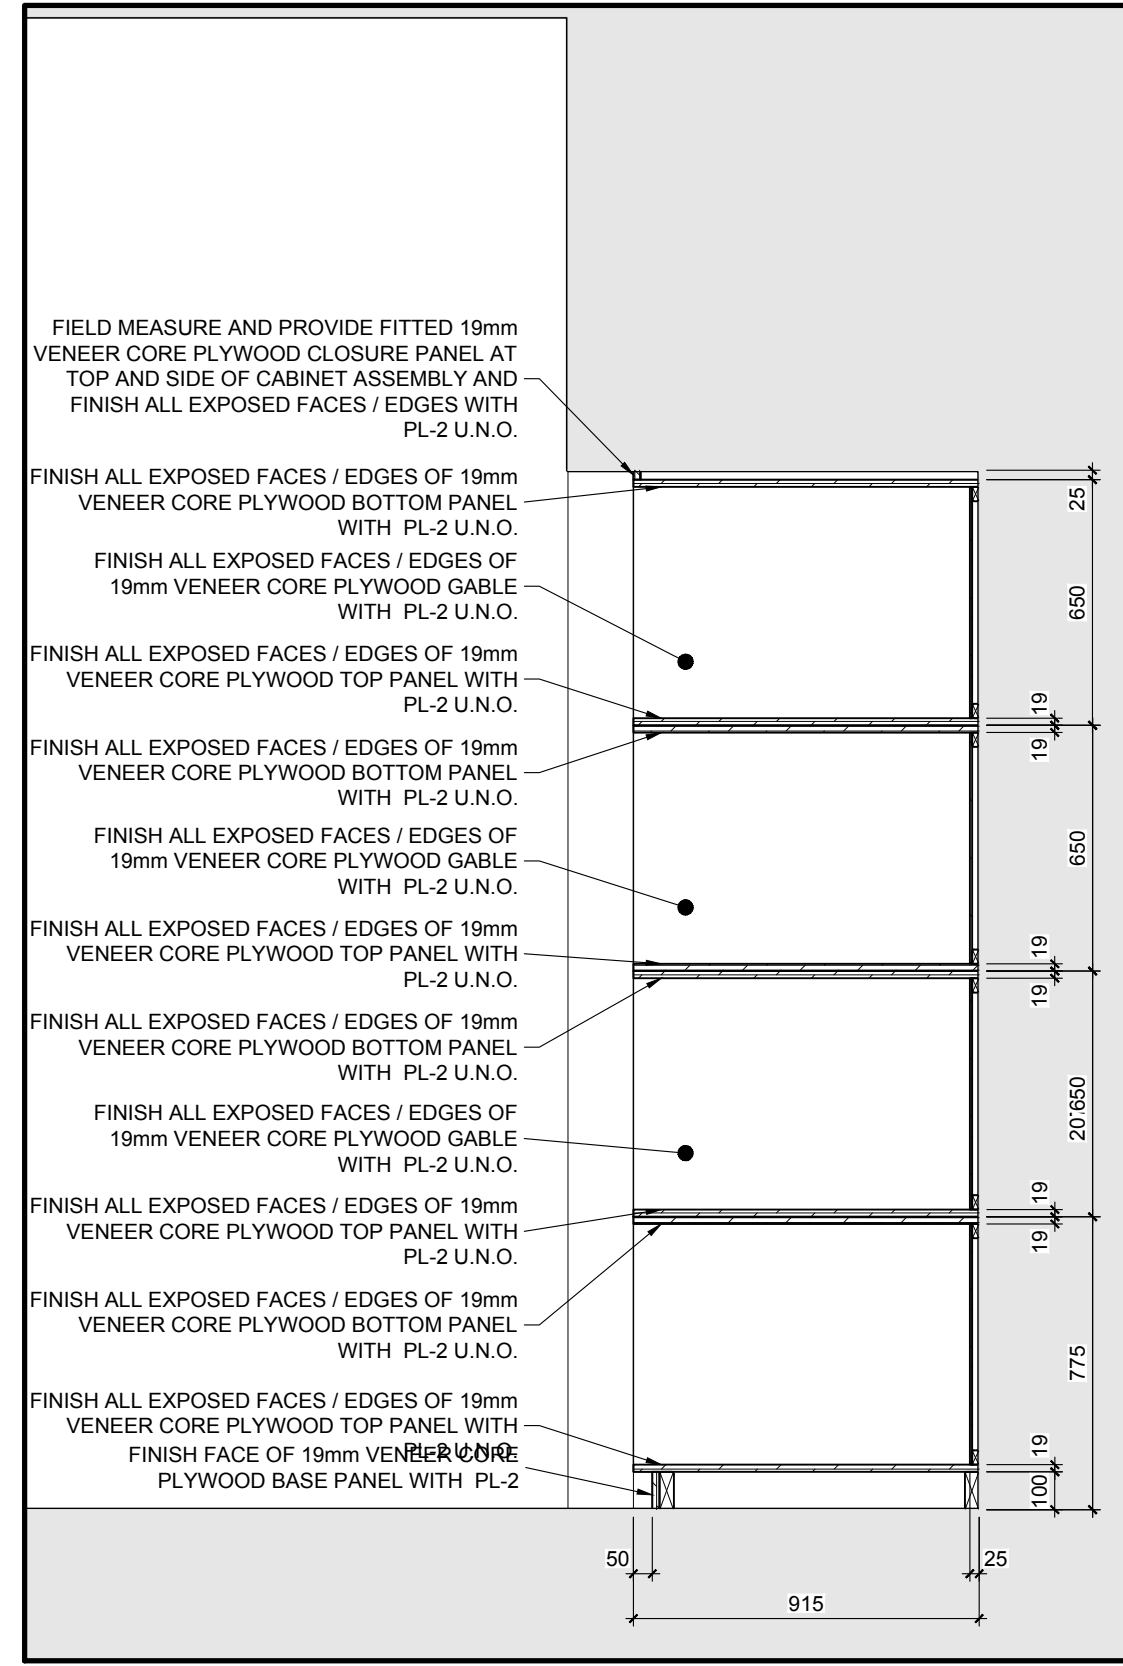 FIELD MEASURE AND PROVIDE FITTED 19mm
VENEER CORE PLYWOOD CLOSURE PANEL AT
TOP AND SIDE OF CABINET ASSEMBLY AND
FINISH ALL EXPOSED FACES / EDGES WITH
PL-2 U.N.O.
FINISH ALL EXPOSED FACES / EDGES OF 19mm
VENEER CORE PLYWOOD BOTTOM PANEL
WITH PL-2 U.N.O.
FINISH ALL EXPOSED FACES / EDGES OF
19mm VENEER CORE PLYWOOD GABLE
WITH PL-2 U.N.O.
FINISH ALL EXPOSED FACES / EDGES OF 19mm
VENEER CORE PLYWOOD TOP PANEL WITH
PL-2 U.N.O.
FINISH ALL EXPOSED FACES / EDGES OF 19mm
VENEER CORE PLYWOOD BOTTOM PANEL
WITH PL-2 U.N.O.
FINISH ALL EXPOSED FACES / EDGES OF
19mm VENEER CORE PLYWOOD GABLE
WITH PL-2 U.N.O.
FINISH ALL EXPOSED FACES / EDGES OF 19mm
VENEER CORE PLYWOOD TOP PANEL WITH
PL-2 U.N.O.
FINISH ALL EXPOSED FACES / EDGES OF 19mm
VENEER CORE PLYWOOD BOTTOM PANEL
WITH PL-2 U.N.O.
FINISH ALL EXPOSED FACES / EDGES OF
19mm VENEER CORE PLYWOOD GABLE
WITH PL-2 U.N.O.
FINISH ALL EXPOSED FACES / EDGES OF 19mm
VENEER CORE PLYWOOD TOP PANEL WITH
PL-2 U.N.O.
FINISH ALL EXPOSED FACES / EDGES OF 19mm
VENEER CORE PLYWOOD BOTTOM PANEL
WITH PL-2 U.N.O.
FINISH ALL EXPOSED FACES / EDGES OF 19mm
VENEER CORE PLYWOOD TOP PANEL WITH
PL-2 U.N.O.
FINISH FACE OF 19mm VENEER CORE
PLYWOOD BASE PANEL WITH PL-2
25
650
19
19
650
19
19
650
19
19
775
19
100
50
25
915